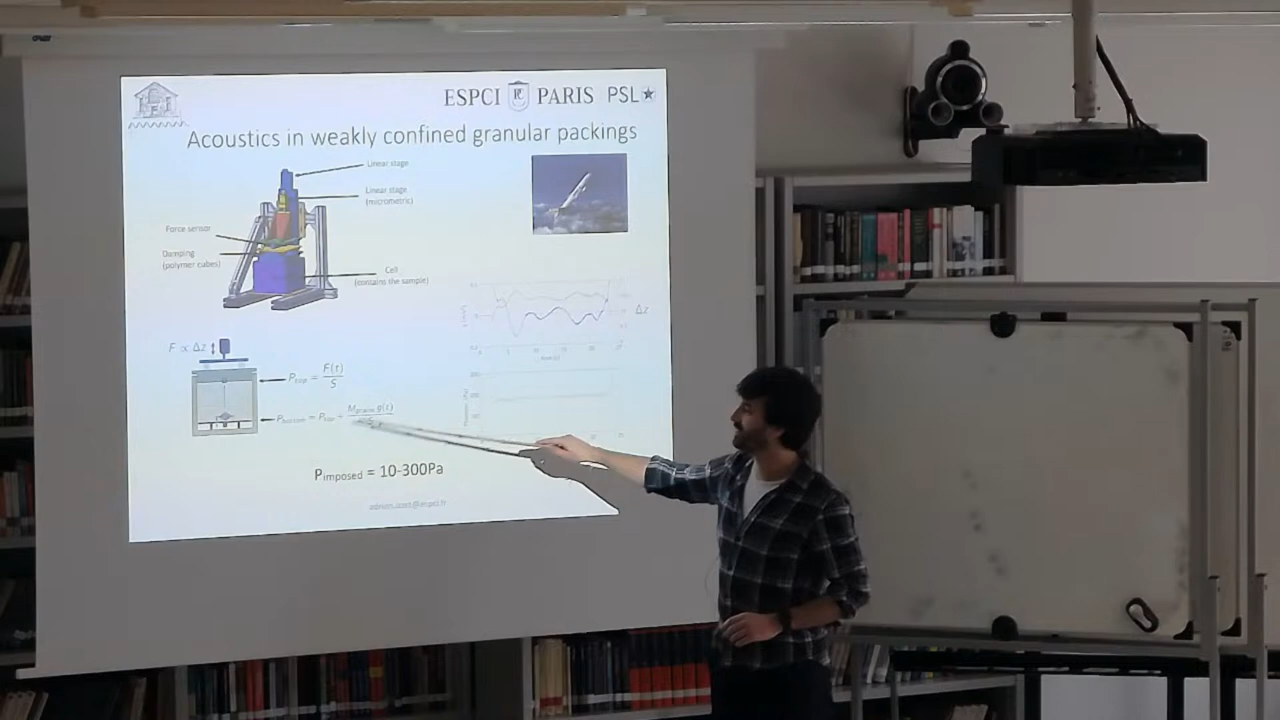 ESPCI PARIS PSL
Acoustics in weakly confined granular packings
Linear stage
Linear stage
(micrometric)
Force sensor
Damping
(polymer cubes)
Cell
(contains the sample)
Δz
F ∝ Δz
P_top = F(t)/S
P_bottom = P_top + M_grains g(t)
P_imposed = 10-300Pa